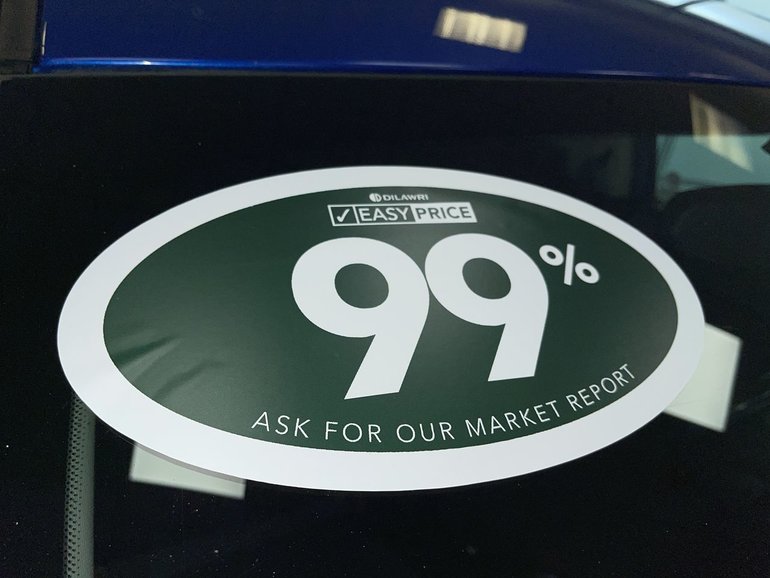 DILAWRI
✓ EASY PRICE
99%
ASK FOR OUR MARKET REPORT